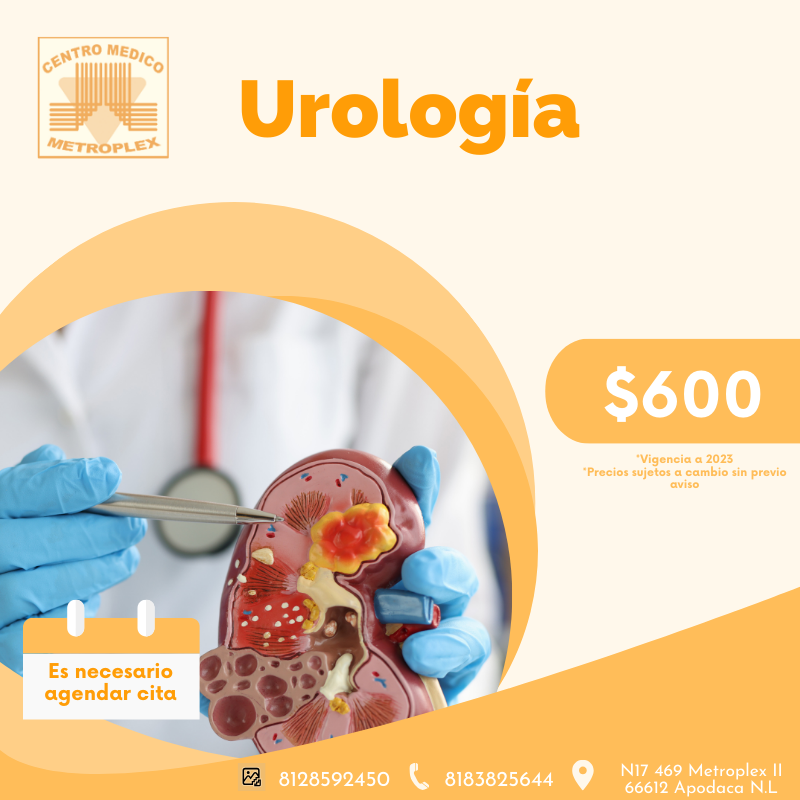 CENTRO MEDICO
METROPLEX
Urología
$600
*Vigencia a 2023
*Precios sujetos a cambio sin previo
aviso
Es necesario
agendar cita
8128592450
8183825644
N17 469 Metroplex II
66612 Apodaca N.L